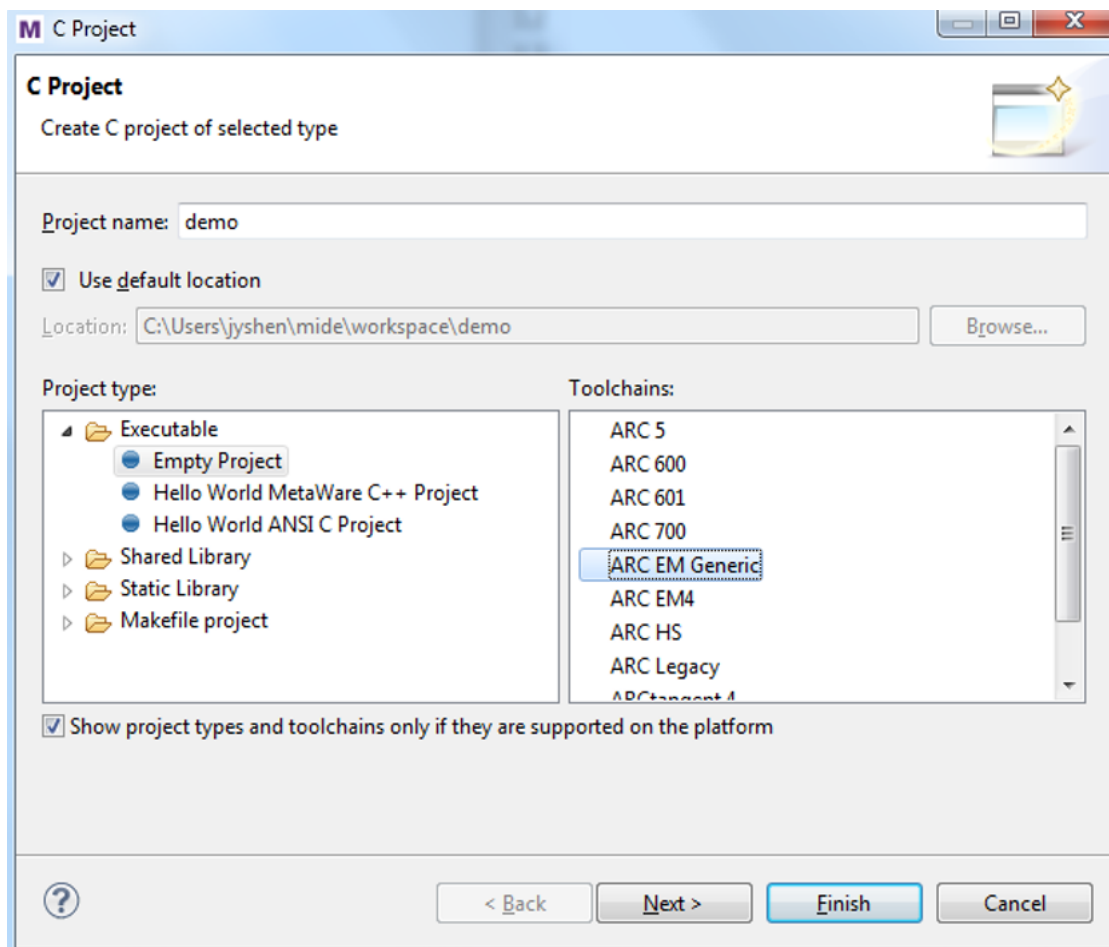 M C Project
C Project
Create C project of selected type
Project name: demo
Use default location
Location: C:\Users\jyshen\mide\workspace\demo Browse...
Project type: Toolchains:
Executable
Empty Project
Hello World MetaWare C++ Project
Hello World ANSI C Project
Shared Library
Static Library
Makefile project
ARC 5
ARC 600
ARC 601
ARC 700
ARC EM Generic
ARC EM4
ARC HS
ARC Legacy
ARCtangent 4
Show project types and toolchains only if they are supported on the platform
? < Back Next > Finish Cancel